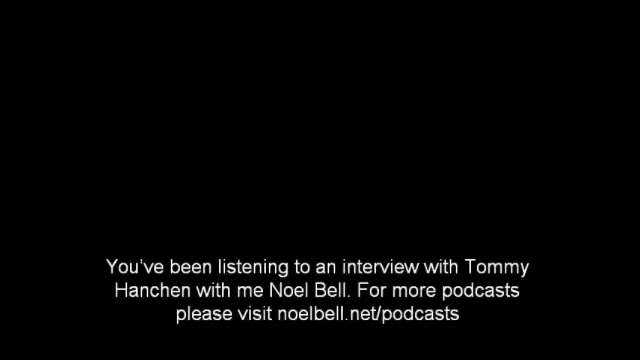 You've been listening to an interview with Tommy
Hanchen with me Noel Bell. For more podcasts
please visit noelbell.net/podcasts